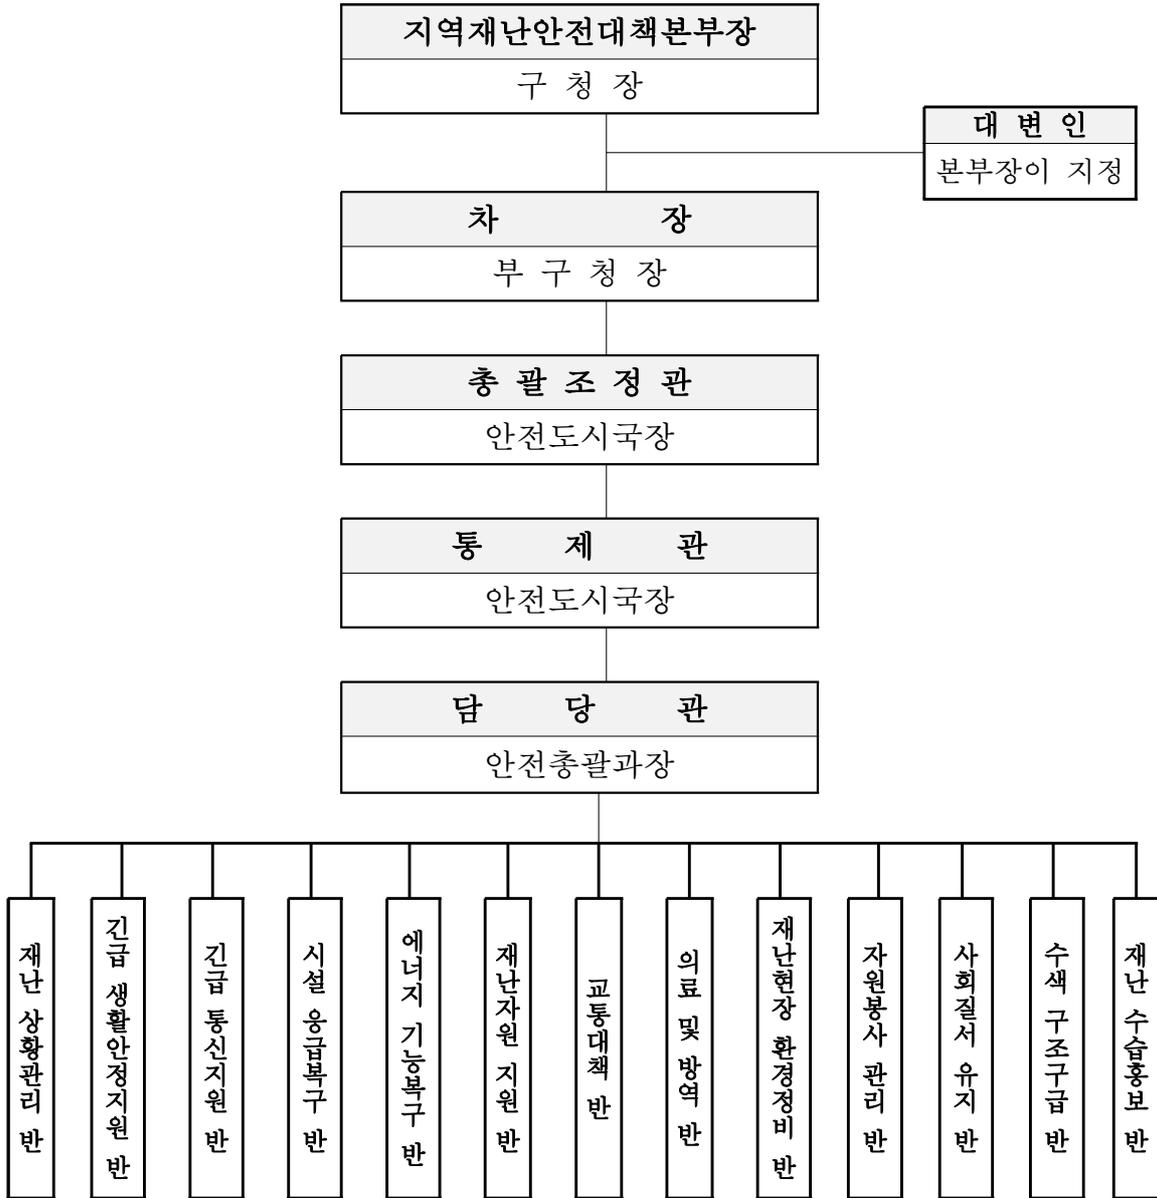 지역재난안전대책본부장
구 청 장
대 변 인
본부장이 지정
차 장
부 구 청 장
총 괄 조 정 관
안전도시국장
통 제 관
안전도시국장
담 당 관
안전총괄과장
재난 상황관리 반
긴급 생활안정지원 반
긴급 통신지원 반
시설 응급복구 반
에너지 기능복구 반
재난자원 지원 반
교통대책 반
의료 및 방역 반
재난현장 환경정비 반
자원봉사 관리 반
사회질서 유지 반
수색 구조구급 반
재난 수습홍보 반